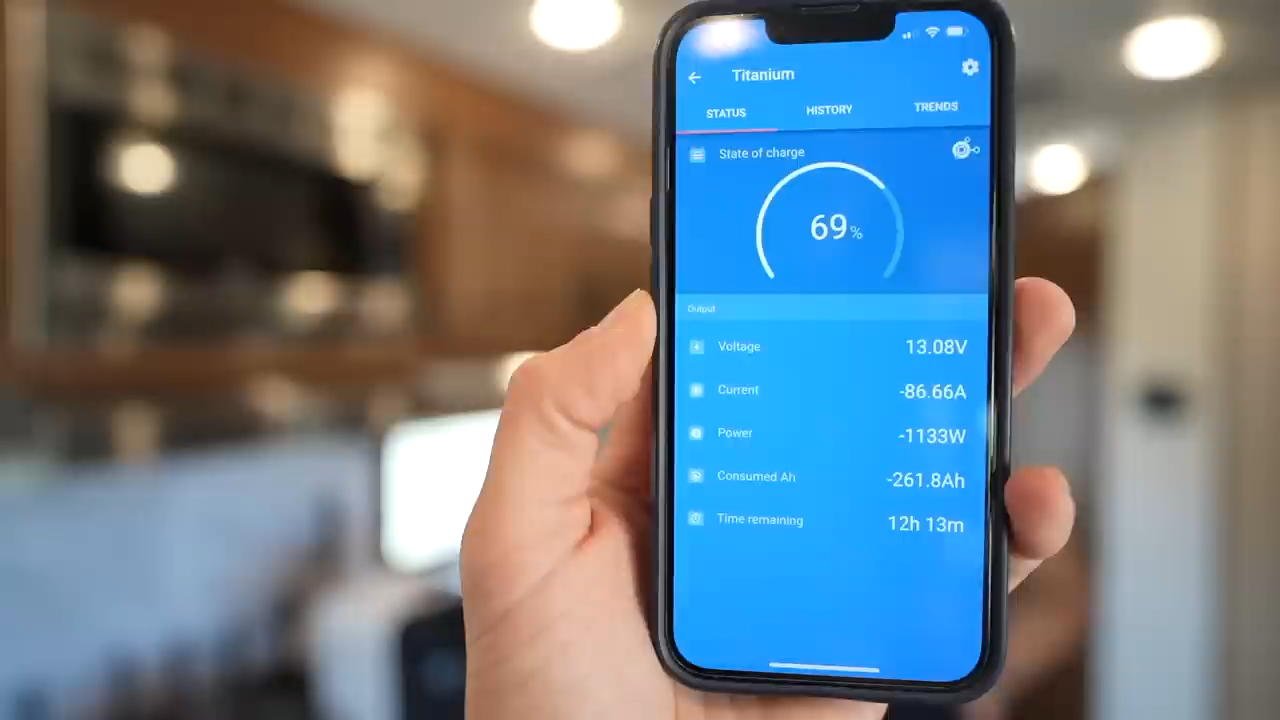 Titanium
STATUS HISTORY TRENDS
State of charge
69%
Output
Voltage 13.08V
Current -86.66A
Power -1133W
Consumed Ah -261.8Ah
Time remaining 12h 13m